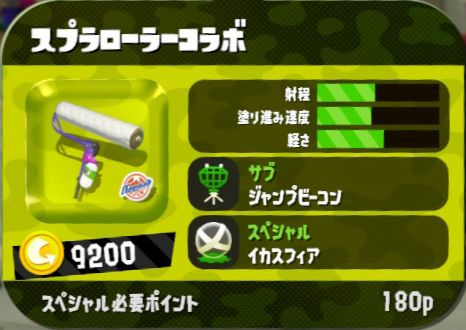 スプラローラーコラボ
射程
塗り進み速度
軽さ
サブ
ジャンプビーコン
9200
スペシャル
イカスフィア
スペシャル必要ポイント 180p